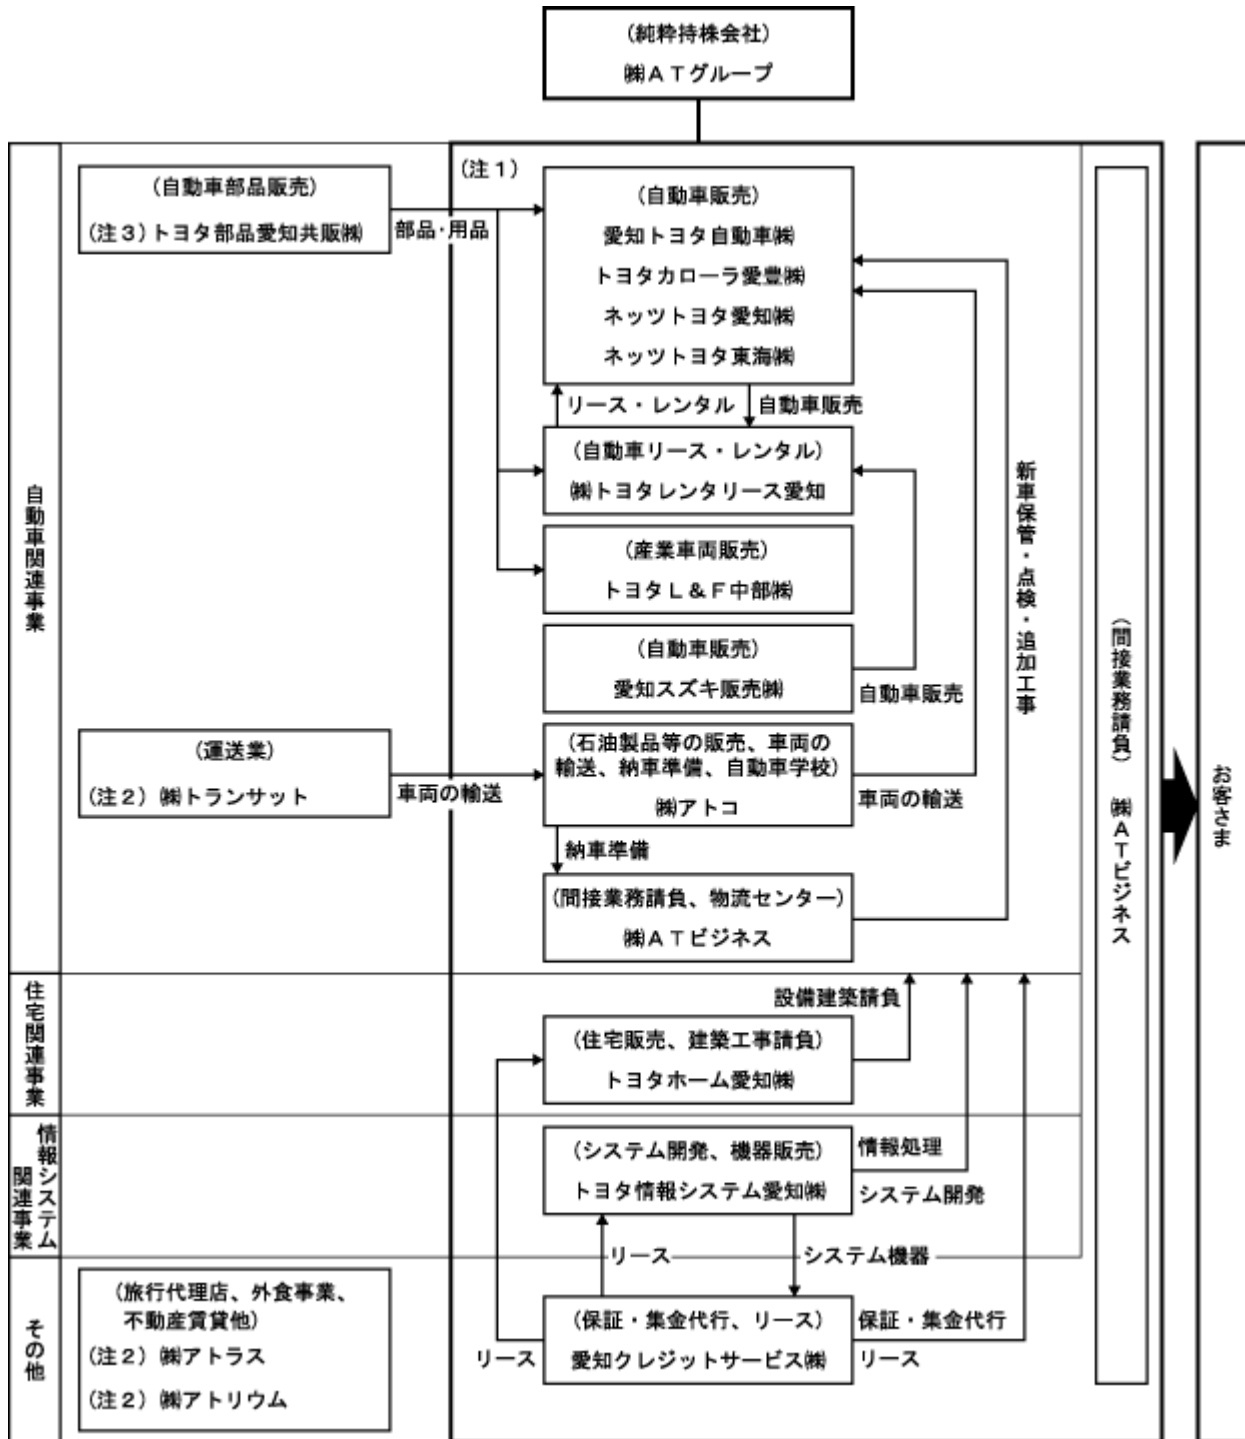 (純粋持株会社)
㈱ATグループ
(注1)
(自動車部品販売)
(注3)トヨタ部品愛知共販㈱
部品・用品
(自動車販売)
愛知トヨタ自動車㈱
トヨタカローラ愛豊㈱
ネッツトヨタ愛知㈱
ネッツトヨタ東海㈱
リース・レンタル
自動車販売
(自動車リース・レンタル)
㈱トヨタレンタリース愛知
(産業車両販売)
トヨタL&F中部㈱
(自動車販売)
愛知スズキ販売㈱
自動車販売
自動車関連事業
新車保管・点検・追加工事
(運送業)
(注2)㈱トランサット
車両の輸送
(石油製品等の販売、車両の
輸送、納車準備、自動車学校)
㈱アトコ
車両の輸送
納車準備
(間接業務請負、物流センター)
㈱ATビジネス
(間接業務請負) ㈱ATビジネス
お客さま
住宅関連事業
設備建築請負
(住宅販売、建築工事請負)
トヨタホーム愛知㈱
情報システム
関連事業
(システム開発、機器販売)
トヨタ情報システム愛知㈱
情報処理
システム開発
リース
システム機器
その他
(旅行代理店、外食事業、
不動産賃貸他)
(注2)㈱アトラス
(注2)㈱アトリウム
リース
(保証・集金代行、リース)
愛知クレジットサービス㈱
保証・集金代行
リース